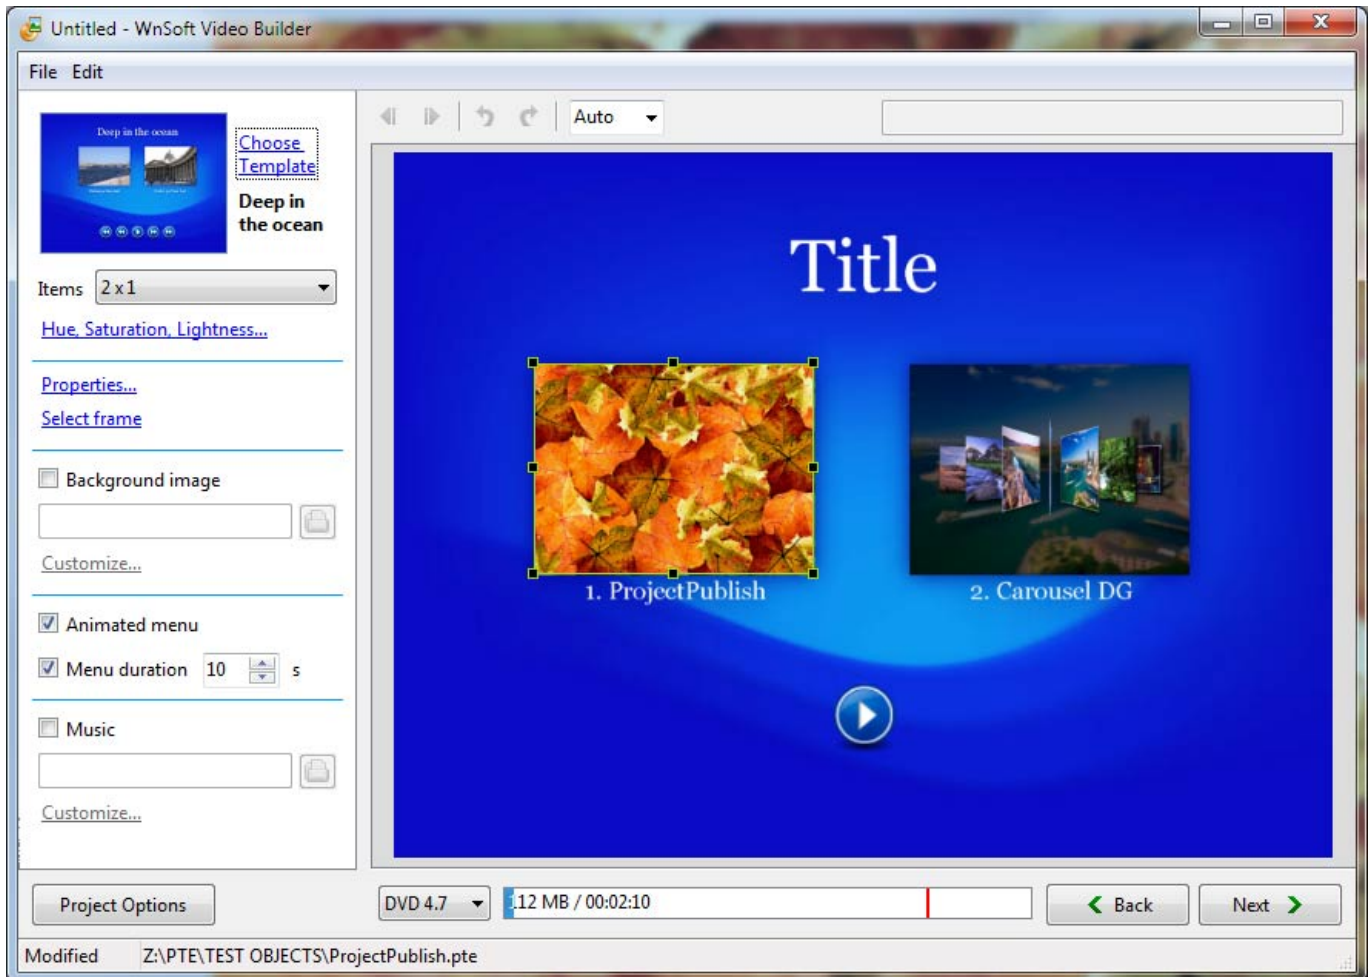 Untitled - WnSoft Video Builder
File Edit
Deep in the ocean
Choose
Template
Deep in
the ocean
Items 2 x 1
Hue, Saturation, Lightness...
Properties...
Select frame
Background image
Customize...
Animated menu
Menu duration 10 s
Music
Customize...
Auto
Title
1. ProjectPublish
2. Carousel DG
Project Options
DVD 4.7
112 MB / 00:02:10
Back
Next
Modified Z:\PTE\TEST OBJECTS\ProjectPublish.pte